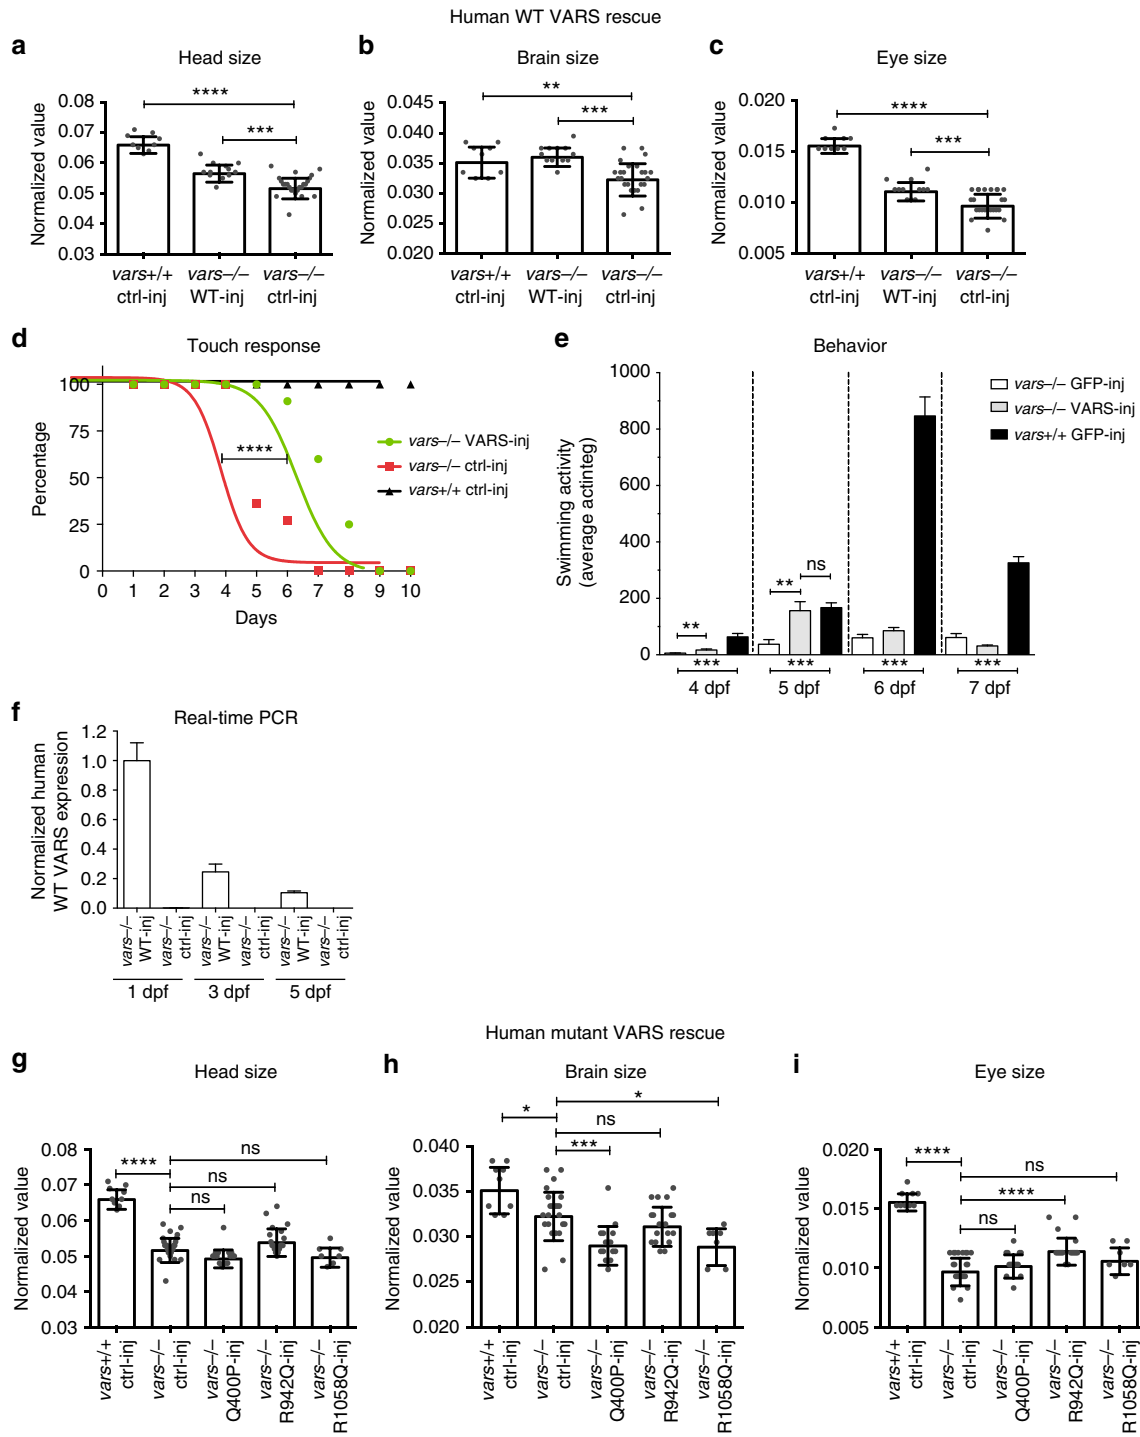 Human WT VARS rescue
a
Head size
Normalized value
0.08
0.07
0.06
0.05
0.04
0.03
****
***
vars+/+ ctrl-inj
vars–/– WT-inj
vars–/– ctrl-inj
b
Brain size
Normalized value
0.045
0.040
0.035
0.030
0.025
0.020
**
***
vars+/+ ctrl-inj
vars–/– WT-inj
vars–/– ctrl-inj
c
Eye size
Normalized value
0.020
0.015
0.010
0.005
****
***
vars+/+ ctrl-inj
vars–/– WT-inj
vars–/– ctrl-inj
d
Touch response
Percentage
100
75
50
25
0
****
0 1 2 3 4 5 6 7 8 9 10
Days
vars–/– VARS-inj
vars–/– ctrl-inj
vars+/+ ctrl-inj
e
Behavior
Swimming activity
(average actinteg)
1000
800
600
400
200
0
vars–/– GFP-inj
vars–/– VARS-inj
vars+/+ GFP-inj
**
**
ns
*** *** *** ***
4 dpf 5 dpf 6 dpf 7 dpf
f
Real-time PCR
Normalized human
WT VARS expression
1.2
1.0
0.8
0.6
0.4
0.2
0.0
vars–/– WT-inj
vars–/– ctrl-inj
vars–/– WT-inj
vars–/– ctrl-inj
vars–/– WT-inj
vars–/– ctrl-inj
1 dpf 3 dpf 5 dpf
Human mutant VARS rescue
g
Head size
Normalized value
0.08
0.07
0.06
0.05
0.04
0.03
ns
****
ns
ns
vars+/+ ctrl-inj
vars–/– ctrl-inj
vars–/– Q400P-inj
vars–/– R942Q-inj
vars–/– R1058Q-inj
h
Brain size
Normalized value
0.040
0.035
0.030
0.025
0.020
*
*
ns
***
vars+/+ ctrl-inj
vars–/– ctrl-inj
vars–/– Q400P-inj
vars–/– R942Q-inj
vars–/– R1058Q-inj
i
Eye size
Normalized value
0.020
0.015
0.010
0.005
****
ns
****
ns
vars+/+ ctrl-inj
vars–/– ctrl-inj
vars–/– Q400P-inj
vars–/– R942Q-inj
vars–/– R1058Q-inj